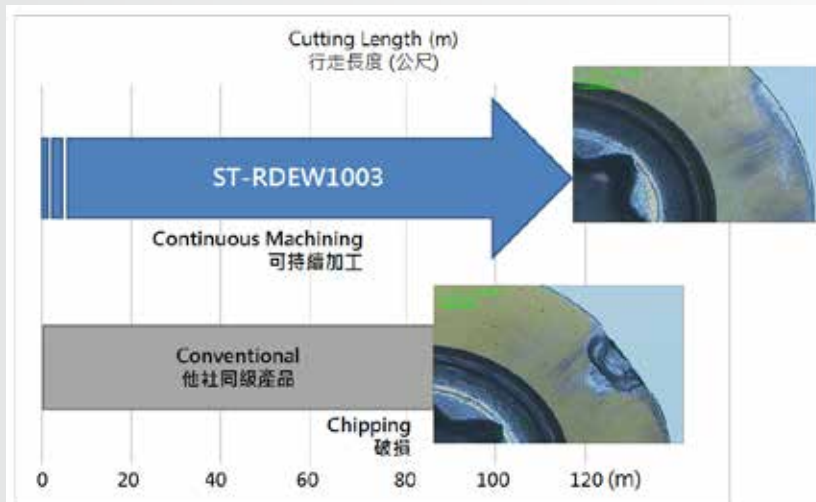 Cutting Length (m)
行走長度 (公尺)
ST-RDEW1003
Continuous Machining
可持續加工
Conventional
他社同級產品
Chipping
破損
0 20 40 60 80 100 120 (m)